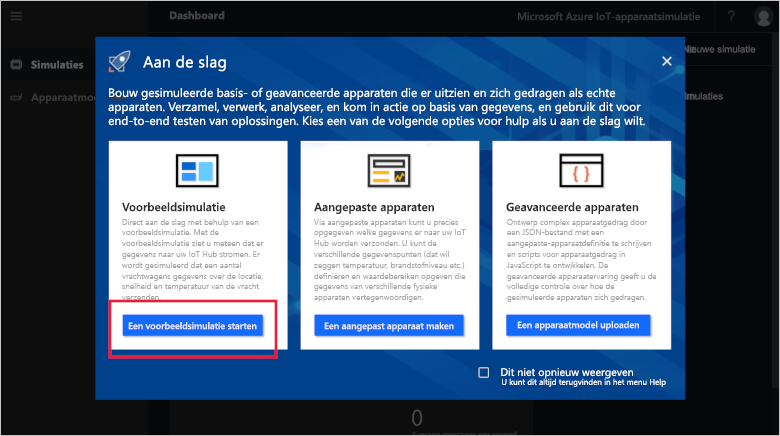 Dashboard
Microsoft Azure IoT-apparaatsimulatie
?
Simulaties
Apparaatmo
Nieuwe simulatie
mulaties
Aan de slag
Bouw gesimuleerde basis- of geavanceerde apparaten die er uitzien en zich gedragen als echte
apparaten. Verzamel, verwerk, analyseer, en kom in actie op basis van gegevens, en gebruik dit voor
end-to-end testen van oplossingen. Kies een van de volgende opties voor hulp als u aan de slag wilt.
Voorbeeldsimulatie
Direct aan de slag met behulp van een
voorbeeldsimulatie. Met de
voorbeeldsimulatie ziet u meteen dat er
gegevens naar uw IoT Hub stromen. Er
wordt gesimuleerd dat een aantal
vrachtwagens gegevens over de locatie,
snelheid en temperatuur van de vracht
verzenden.
Een voorbeeldsimulatie starten
Aangepaste apparaten
Via aangepaste apparaten kunt u precies
opgegeven welke gegevens er naar uw IoT
Hub worden verzonden. U kunt de
verschillende gegevenspunten (dat wil
zeggen temperatuur, brandstofniveau etc.)
definiëren en waardebereiken opgeven die
gegevens van verschillende fysieke
apparaten vertegenwoordigen.
Een aangepast apparaat maken
{ }
Geavanceerde apparaten
Ontwerp complex apparaatgedrag door
een JSON-bestand met een
aangepaste-apparaatdefinitie te schrijven
en scripts voor apparaatgedrag in
JavaScript te ontwikkelen. De
geavanceerde apparaatervaring geeft u de
volledige controle over hoe de
gesimuleerde apparaten zich gedragen.
Een apparaatmodel uploaden
Dit niet opnieuw weergeven
U kunt dit altijd terugvinden in het menu Help
0